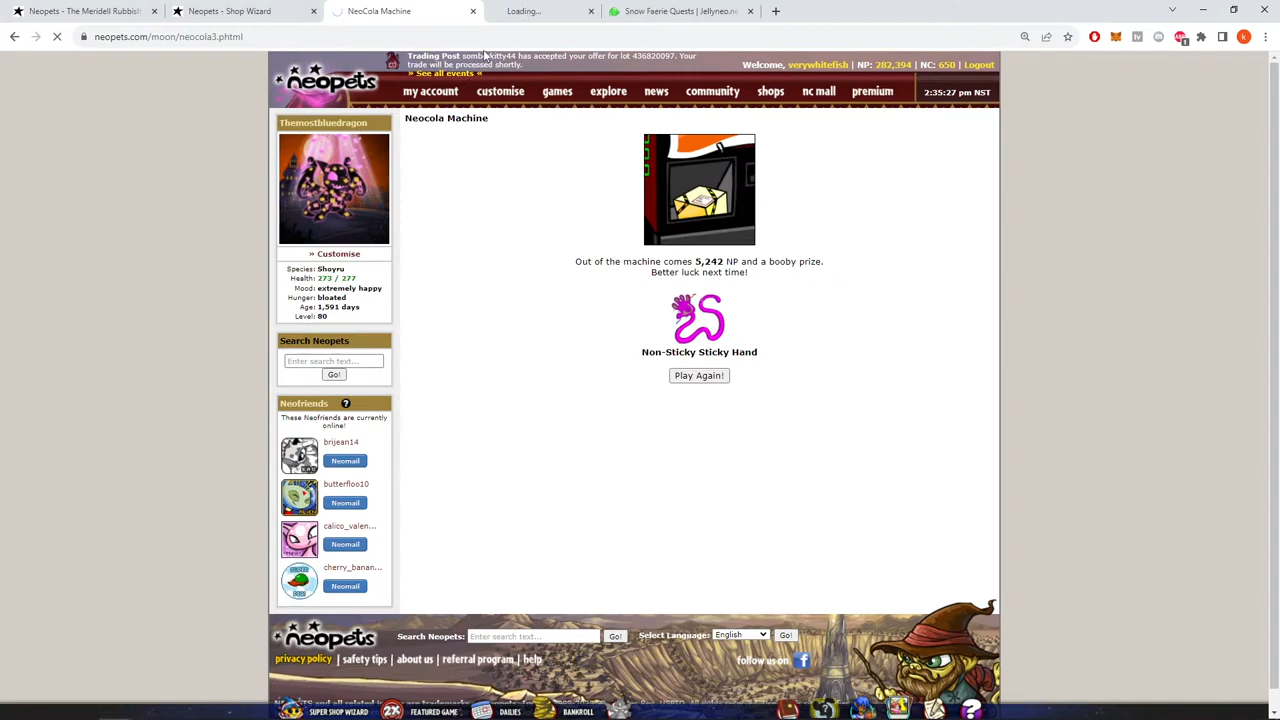 Neopets - The Meridell Rubbish
Neopets - Shop Wizard
NeoCola Machine
Loading...
Snow Faerie Quests | Jellyneo.n
neopets.com/moon/neocola3.phtml
Trading Post sombrekitty44 has accepted your offer for lot 436820097. Your
trade will be processed shortly.
» See all events «
Welcome, verywhitefish | NP: 282,394 | NC: 650 | Logout
neopets
my account customise games explore news community shops nc mall premium
2:35:27 pm NST
Themostbluedragon
» Customise
Species: Shoyru
Health: 273 / 277
Mood: extremely happy
Hunger: bloated
Age: 1,591 days
Level: 80
Search Neopets
Enter search text...
Go!
Neofriends ?
These Neofriends are currently
online!
brijean14
Neomail
butterfloo10
Neomail
calico_valen...
Neomail
cherry_banan...
Neomail
Neocola Machine
Out of the machine comes 5,242 NP and a booby prize.
Better luck next time!
Non-Sticky Sticky Hand
Play Again!
neopets
Search Neopets: Enter search text... Go! Select Language: English Go!
privacy policy | safety tips | about us | referral program | help
follow us on f
SUPER SHOP WIZARD 2X FEATURED GAME DAILIES BANKROLL